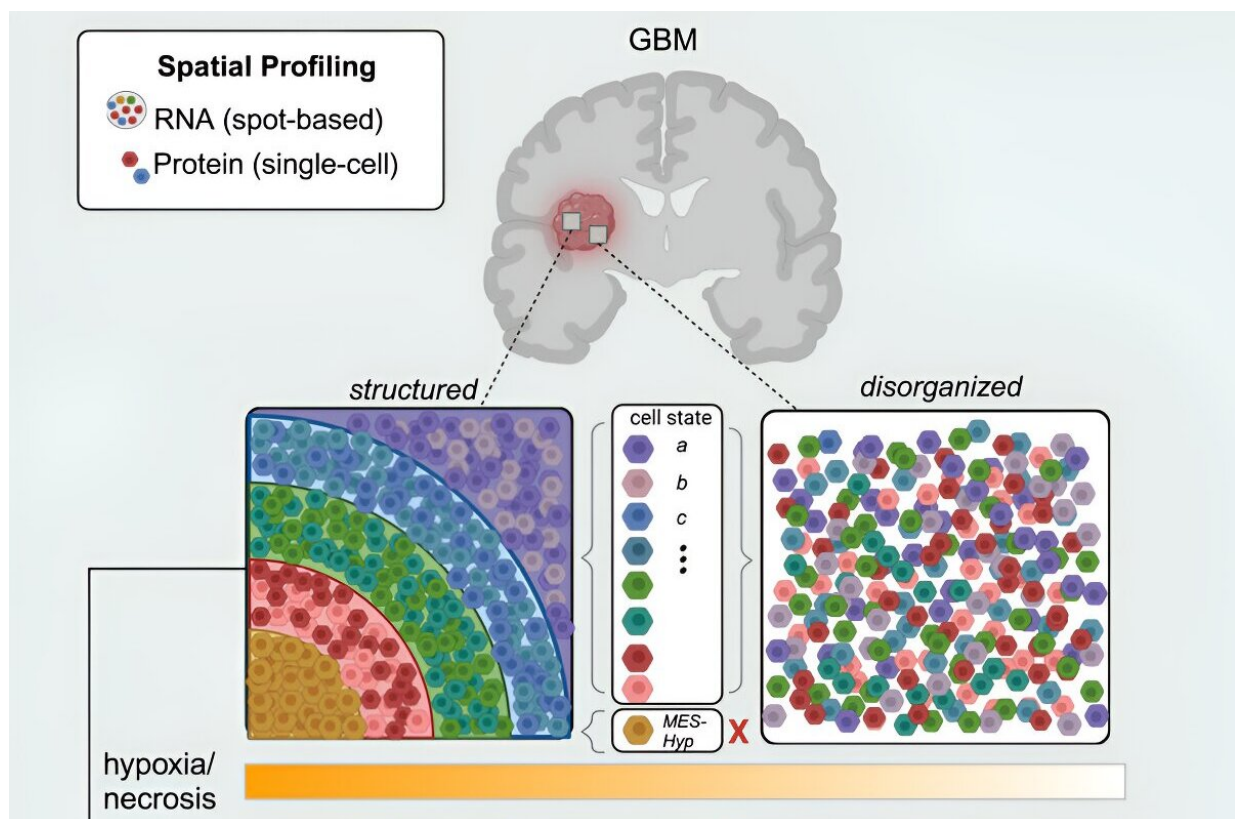 GBM
Spatial Profiling
RNA (spot-based)
Protein (single-cell)
structured
disorganized
cell state
a
b
c
MES-
Hyp
X
hypoxia/
necrosis